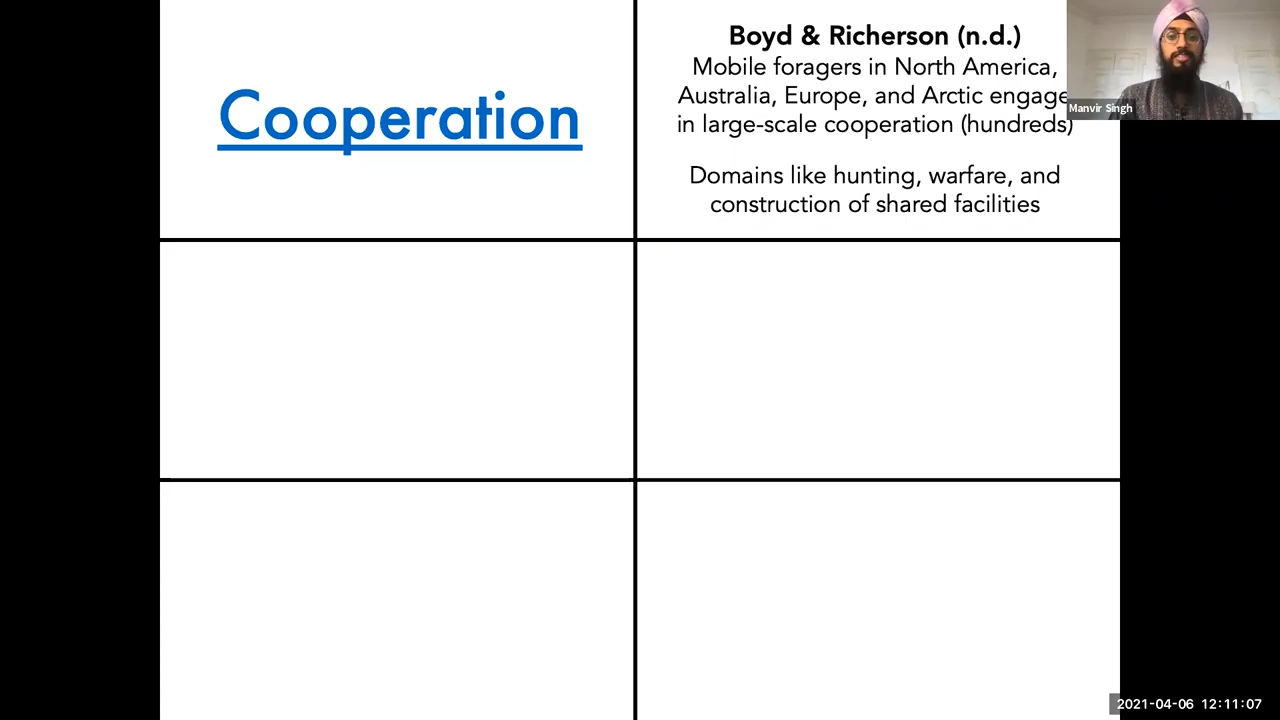 Cooperation
Boyd & Richerson (n.d.)
Mobile foragers in North America,
Australia, Europe, and Arctic engage
in large-scale cooperation (hundreds)
Domains like hunting, warfare, and
construction of shared facilities
Manvir Singh
2021-04-06 12:11:07